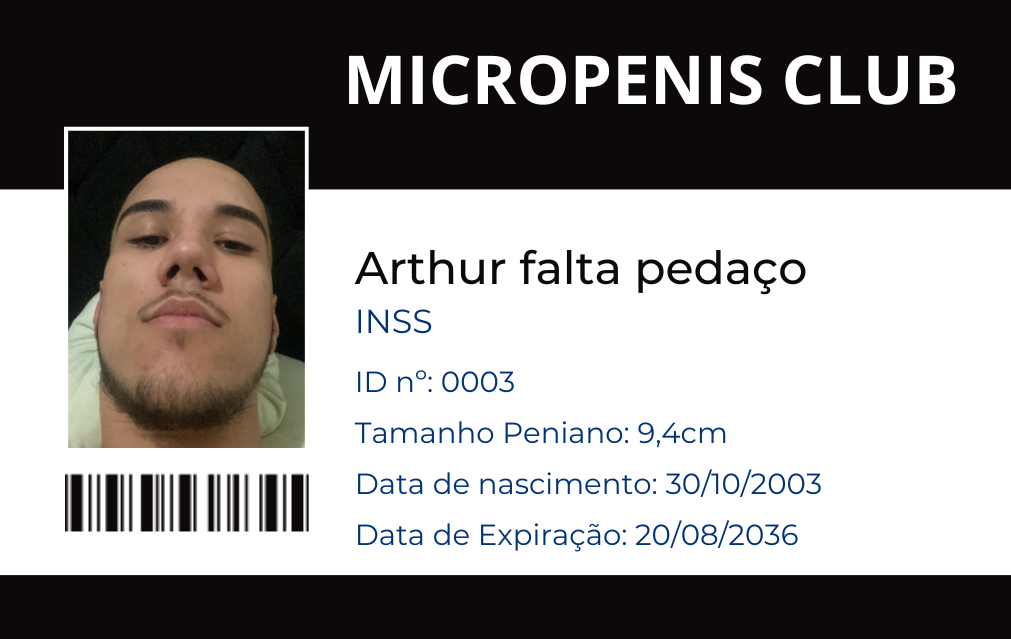 MICROPENIS CLUB
Arthur falta pedaço
INSS
ID nº: 0003
Tamanho Peniano: 9,4cm
Data de nascimento: 30/10/2003
Data de Expiração: 20/08/2036